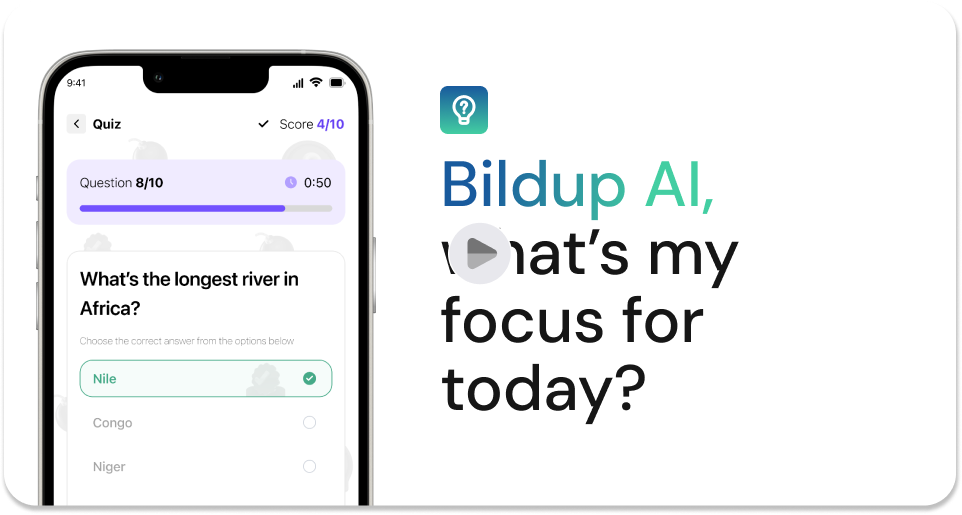 9:41
Quiz
Score 4/10
Question 8/10
0:50
What's the longest river in
Africa?
Choose the correct answer from the options below
Nile
Congo
Niger
Bildup AI,
what’s my
focus for
today?